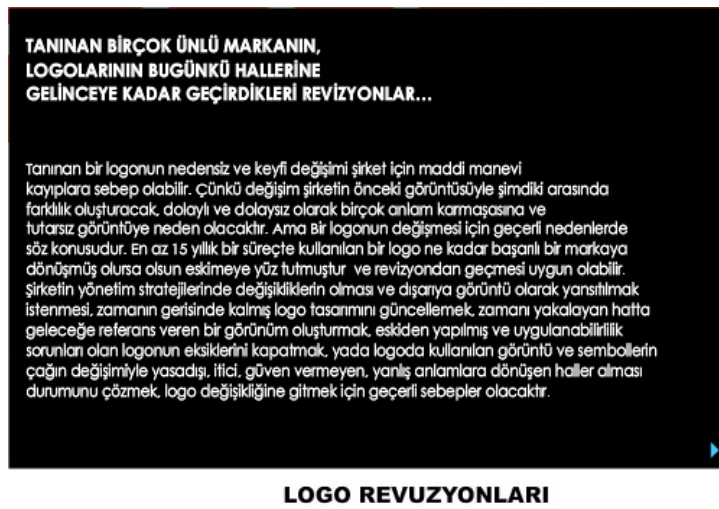 TANINAN BİRÇOK ÜNLÜ MARKANIN,
LOGOLARININ BUGÜNKÜ HALLERİNE
GELİNCEYE KADAR GEÇİRDİKLERİ REVİZYONLAR...
Tanınan bir logonun nedensiz ve keyfi değişimi şirket için maddi manevi
kayıplara sebep olabilir. Çünkü değişim şirketin önceki görüntüsüyle şimdiki arasında
farklılık oluşturacak, dolaylı ve dolaysız olarak birçok anlam karmaşasına ve
tutarsız görüntüye neden olacaktır. Ama Bir logonun değişmesi için geçerli nedenlerde
söz konusudur. En az 15 yıllık bir süreçte kullanılan bir logo ne kadar başarılı bir markaya
dönüşmüş olursa olsun eskimeye yüz tutmuştur ve revizyondan geçmesi uygun olabilir.
Şirketin yönetim stratejilerinde değişikliklerin olması ve dışarıya görüntü olarak yansıtılmak
istenmesi, zamanın gerisinde kalmış logo tasarımını güncellemek, zamanı yakalayan hatta
geleceğe referans veren bir görünüm oluşturmak, eskiden yapılmış ve uygulanabilirlilik
sorunları olan logonun eksiklerini kapatmak, yada logoda kullanılan görüntü ve sembollerin
çağın değişimiyle yasadışı, itici, güven vermeyen, yanlış anlamlara dönüşen haller alması
durumunu çözmek, logo değişikliğine gitmek için geçerli sebepler olacaktır.
LOGO REVUZYONLARI